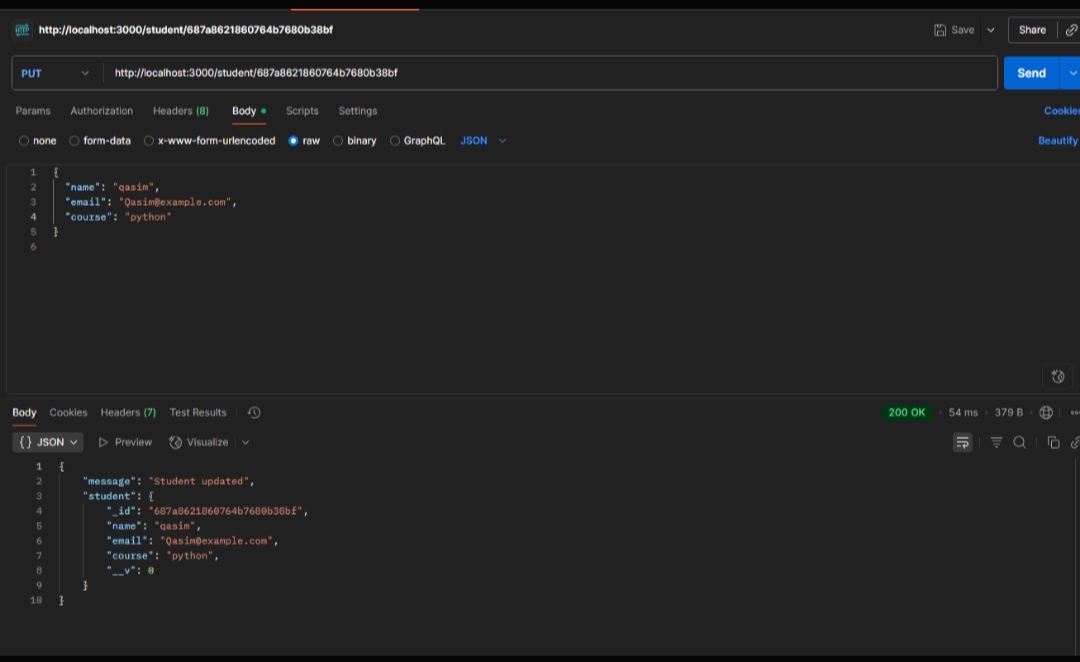 http://localhost:3000/student/687a8621860764b7680b38bf Save Share
PUT http://localhost:3000/student/687a8621860764b7680b38bf Send
Params Authorization Headers (8) Body Scripts Settings Cookies
none form-data x-www-form-urlencoded raw binary GraphQL JSON Beautify
1 {
2 "name": "qasim",
3 "email": "Qasim@example.com",
4 "course": "python"
5 }
6
Body Cookies Headers (7) Test Results 200 OK 54 ms 379 B
{} JSON Preview Visualize
1 {
2 "message": "Student updated",
3 "student": {
4 "_id": "687a8621860764b7680b38bf",
5 "name": "qasim",
6 "email": "Qasim@example.com",
7 "course": "python",
8 "__v": 0
9 }
10 }